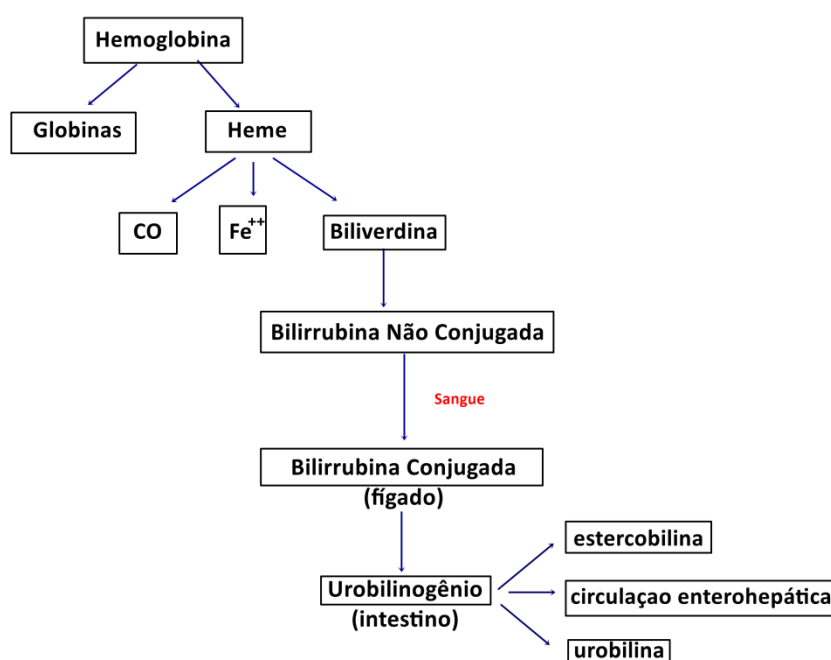 Hemoglobina
Globinas
Heme
CO
Fe++
Biliverdina
Bilirrubina Não Conjugada
Sangue
Bilirrubina Conjugada
(fígado)
Urobilinogênio
(intestino)
estercobilina
circulaçao enterohepática
urobilina